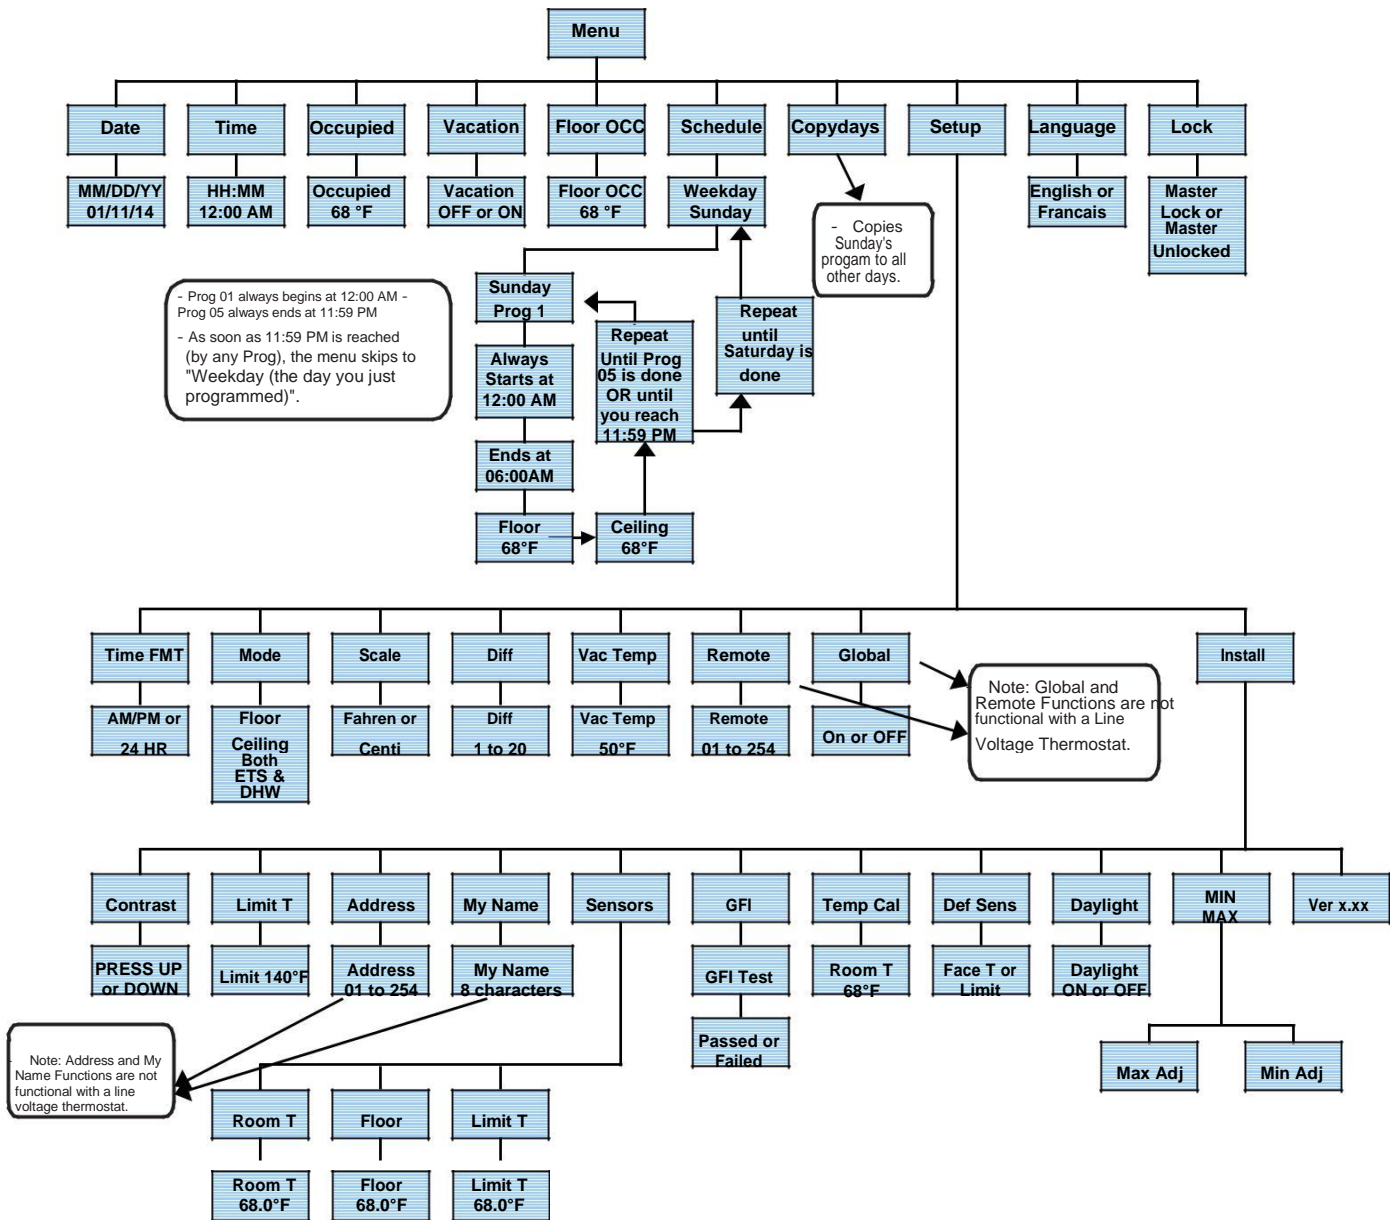 Menu
Date
Time
Occupied
Vacation
Floor OCC
Schedule
Copydays
Setup
Language
Lock
MM/DD/YY
01/11/14
HH:MM
12:00 AM
Occupied
68 °F
Vacation
OFF or ON
Floor OCC
68 °F
Weekday
Sunday
- Copies
Sunday's
progam to all
other days.
English or
Francais
Master
Lock or
Master
Unlocked
- Prog 01 always begins at 12:00 AM -
Prog 05 always ends at 11:59 PM
- As soon as 11:59 PM is reached
(by any Prog), the menu skips to
"Weekday (the day you just
programmed)".
Sunday
Prog 1
Always
Starts at
12:00 AM
Ends at
06:00AM
Floor
68°F
Ceiling
68°F
Repeat
Until Prog
05 is done
OR until
you reach
11:59 PM
Repeat
until
Saturday is
done
Time FMT
Mode
Scale
Diff
Vac Temp
Remote
Global
Install
AM/PM or
24 HR
Floor
Ceiling
Both
ETS &
DHW
Fahren or
Centi
Diff
1 to 20
Vac Temp
50°F
Remote
01 to 254
On or OFF
Note: Global and
Remote Functions are not
functional with a Line
Voltage Thermostat.
Contrast
Limit T
Address
My Name
Sensors
GFI
Temp Cal
Def Sens
Daylight
MIN
MAX
Ver x.xx
PRESS UP
or DOWN
Limit 140°F
Address
01 to 254
My Name
8 characters
GFI Test
Room T
68°F
Face T or
Limit
Daylight
ON or OFF
Passed or
Failed
Max Adj
Min Adj
- Note: Address and My
Name Functions are not
functional with a line
voltage thermostat.
Room T
Floor
Limit T
Room T
68.0°F
Floor
68.0°F
Limit T
68.0°F